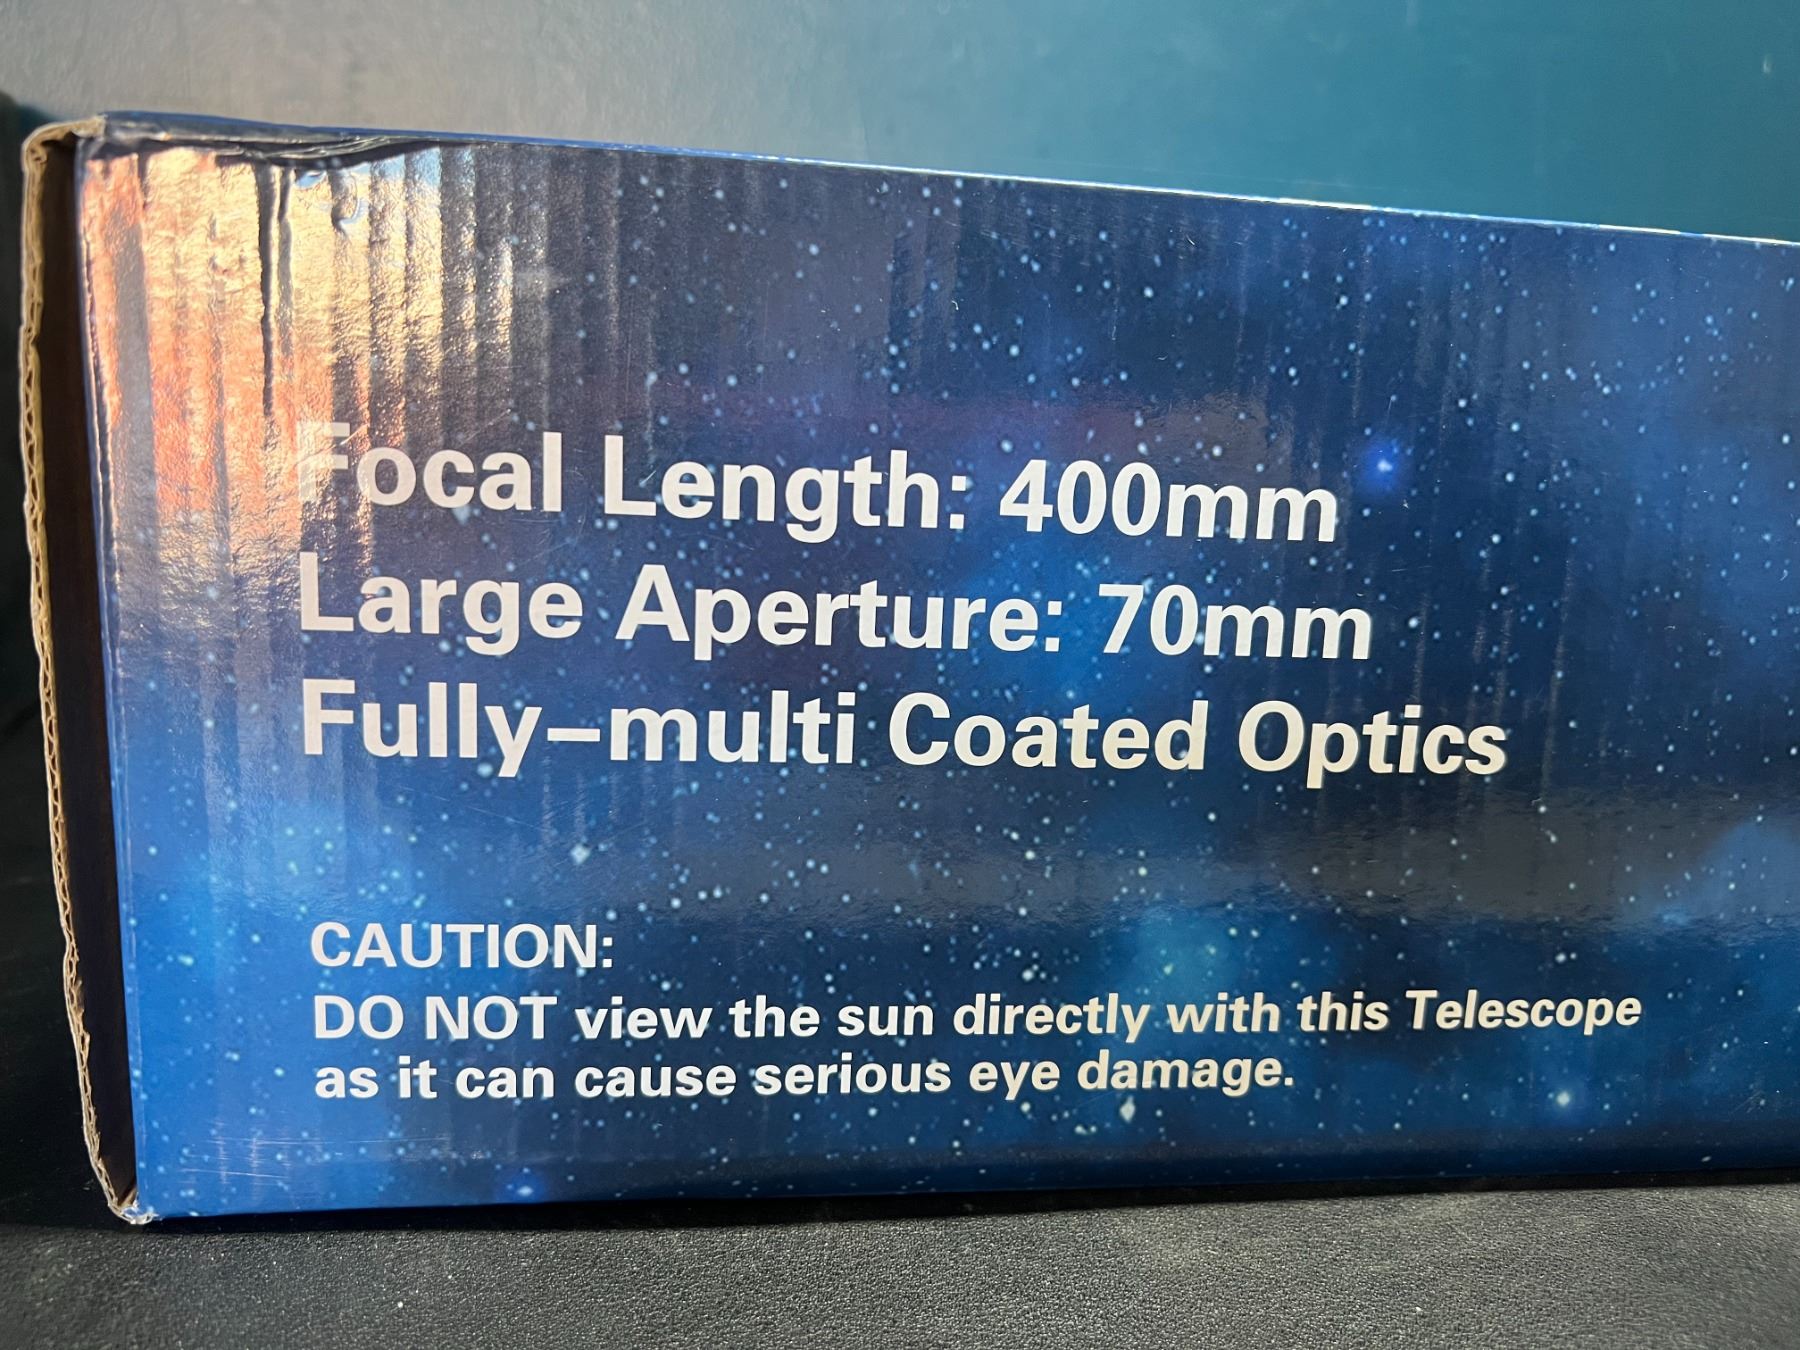 Focal Length: 400mm
Large Aperture: 70mm
Fully-multi Coated Optics
CAUTION:
DO NOT view the sun directly with this Telescope
as it can cause serious eye damage.